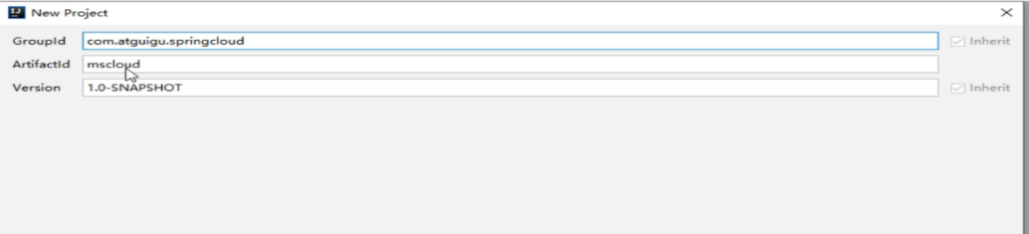 New Project
GroupId com.atguigu.springcloud Inherit
ArtifactId mscloud
Version 1.0-SNAPSHOT Inherit